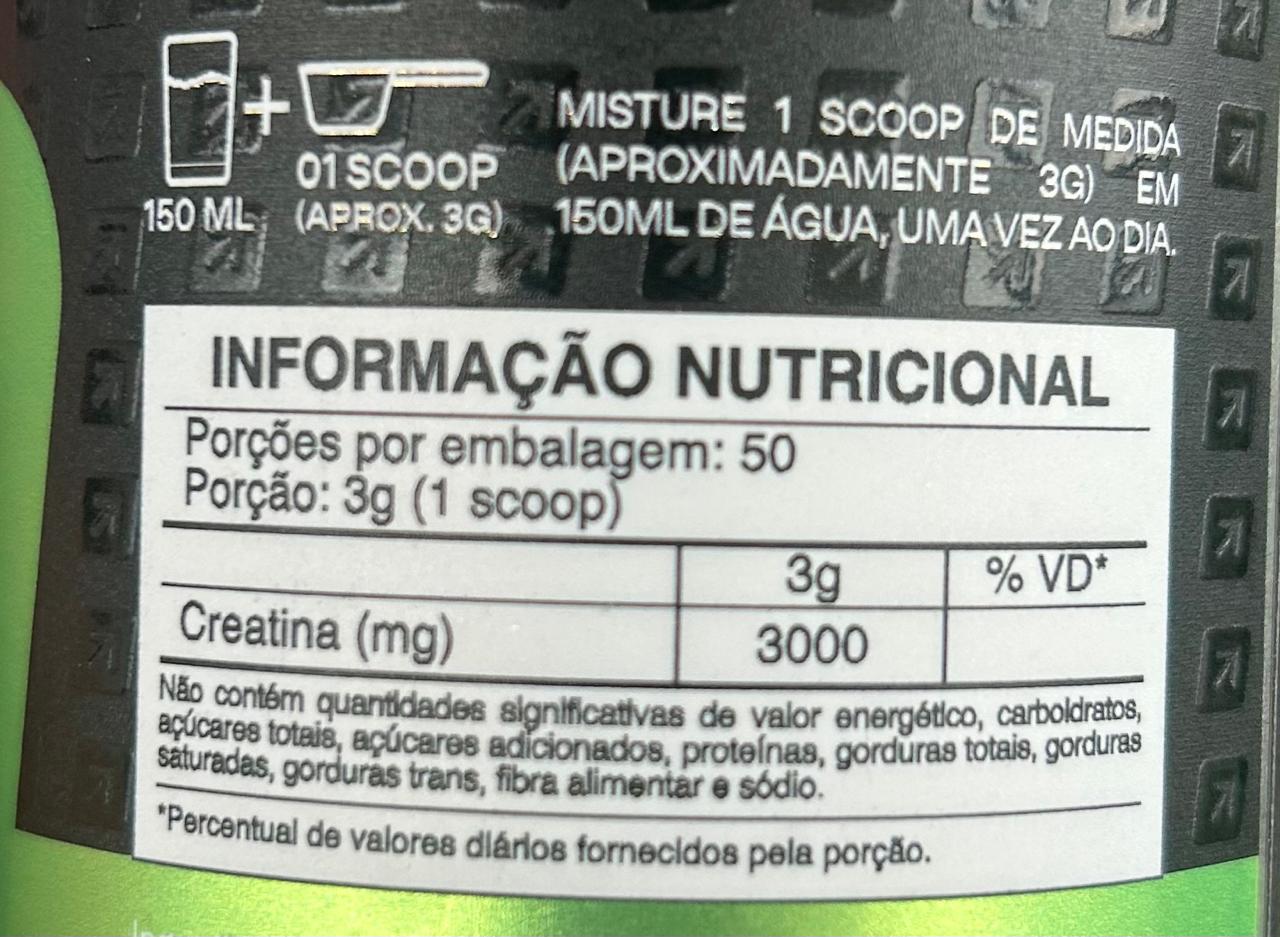 150 ML
+
01 SCOOP
(APROX. 3G)
MISTURE 1 SCOOP DE MEDIDA
(APROXIMADAMENTE 3G) EM
150ML DE ÁGUA, UMA VEZ AO DIA.
INFORMAÇÃO NUTRICIONAL
Porções por embalagem: 50
Porção: 3g (1 scoop)
3g % VD*
Creatina (mg) 3000
Não contém quantidades significativas de valor energético, carboidratos,
açúcares totais, açúcares adicionados, proteínas, gorduras totais, gorduras
saturadas, gorduras trans, fibra alimentar e sódio.
*Percentual de valores diários fornecidos pela porção.